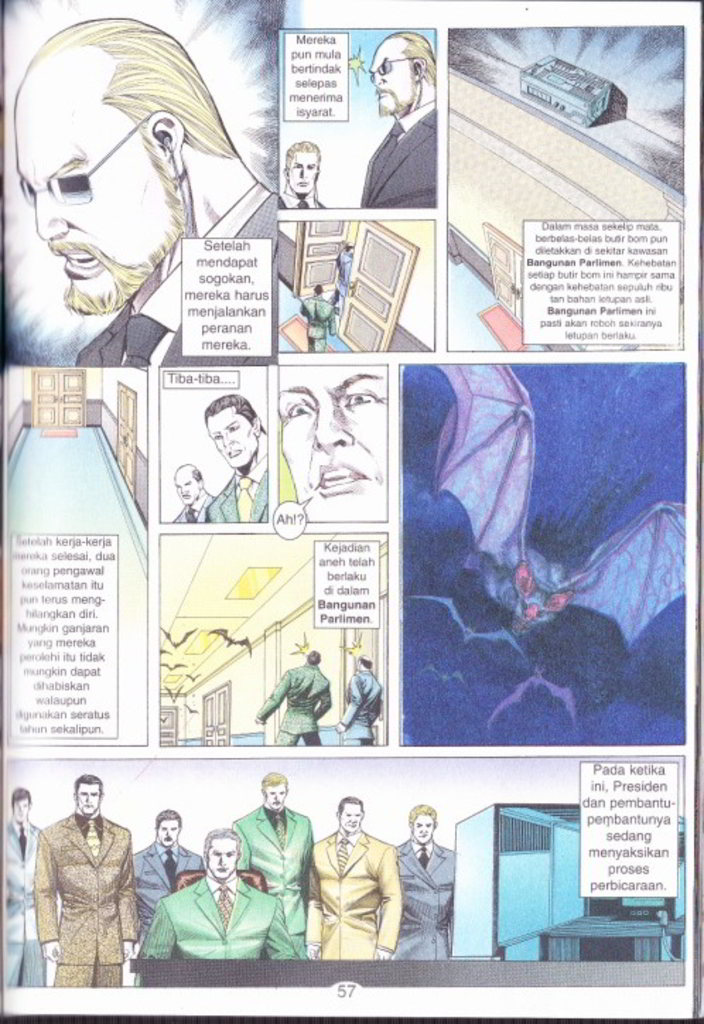 Setelah
mendapat
sogokan,
mereka harus
menjalankan
peranan
mereka.
Mereka
pun mula
bertindak
selepas
menerima
isyarat.
Dalam masa sekelip mata,
berbelas-belas butir bom pun
diletakkan di sekitar kawasan
Bangunan Parlimen. Kehebatan
setiap butir bom ini hampir sama
dengan kehebatan sepuluh ribu
tan bahan letupan asli.
Bangunan Parlimen ini
pasti akan roboh sekiranya
letupan berlaku.
Setelah kerja-kerja
mereka selesai, dua
orang pengawal
keselamatan itu
pun terus meng-
hilangkan diri.
Mungkin ganjaran
yang mereka
perolehi itu tidak
mungkin dapat
dihabiskan
walaupun
digunakan seratus
tahun sekalipun.
Tiba-tiba....
Ah!?
Kejadian
aneh telah
berlaku
di dalam
Bangunan
Parlimen.
Pada ketika
ini, Presiden
dan pembantu-
pembantunya
sedang
menyaksikan
proses
perbicaraan.
57